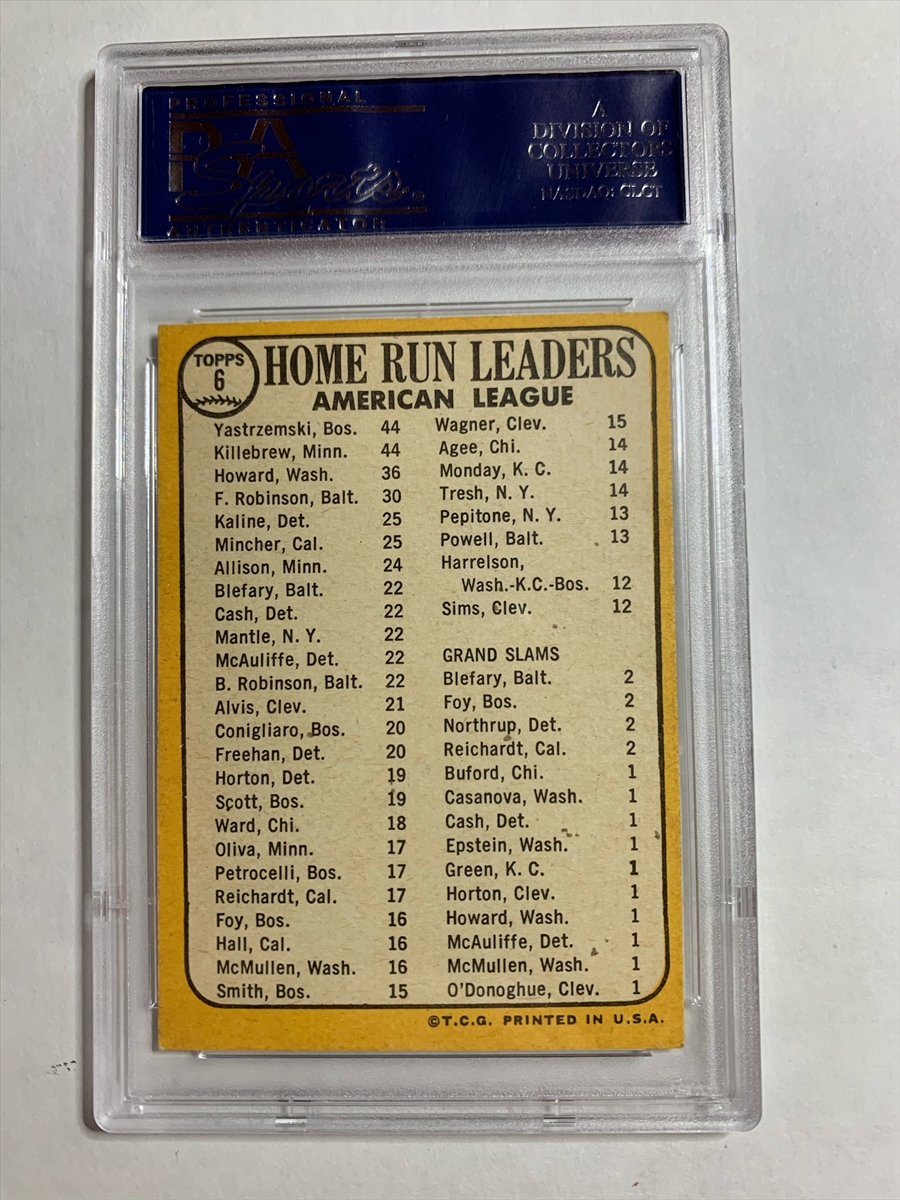 PROFESSIONAL
PSA
Sports.
AUTHENTICATOR
A
DIVISION OF
COLLECTORS
UNIVERSE
NASDAQ: CLCT
TOPPS
6
HOME RUN LEADERS
AMERICAN LEAGUE
Yastrzemski, Bos. 44
Killebrew, Minn. 44
Howard, Wash. 36
F. Robinson, Balt. 30
Kaline, Det. 25
Mincher, Cal. 25
Allison, Minn. 24
Blefary, Balt. 22
Cash, Det. 22
Mantle, N. Y. 22
McAuliffe, Det. 22
B. Robinson, Balt. 22
Alvis, Clev. 21
Conigliaro, Bos. 20
Freehan, Det. 20
Horton, Det. 19
Scott, Bos. 19
Ward, Chi. 18
Oliva, Minn. 17
Petrocelli, Bos. 17
Reichardt, Cal. 17
Foy, Bos. 16
Hall, Cal. 16
McMullen, Wash. 16
Smith, Bos. 15
Wagner, Clev. 15
Agee, Chi. 14
Monday, K. C. 14
Tresh, N. Y. 14
Pepitone, N. Y. 13
Powell, Balt. 13
Harrelson,
Wash.-K.C.-Bos. 12
Sims, Clev. 12
GRAND SLAMS
Blefary, Balt. 2
Foy, Bos. 2
Northrup, Det. 2
Reichardt, Cal. 2
Buford, Chi. 1
Casanova, Wash. 1
Cash, Det. 1
Epstein, Wash. 1
Green, K. C. 1
Horton, Clev. 1
Howard, Wash. 1
McAuliffe, Det. 1
McMullen, Wash. 1
O'Donoghue, Clev. 1
©T.C.G. PRINTED IN U.S.A.